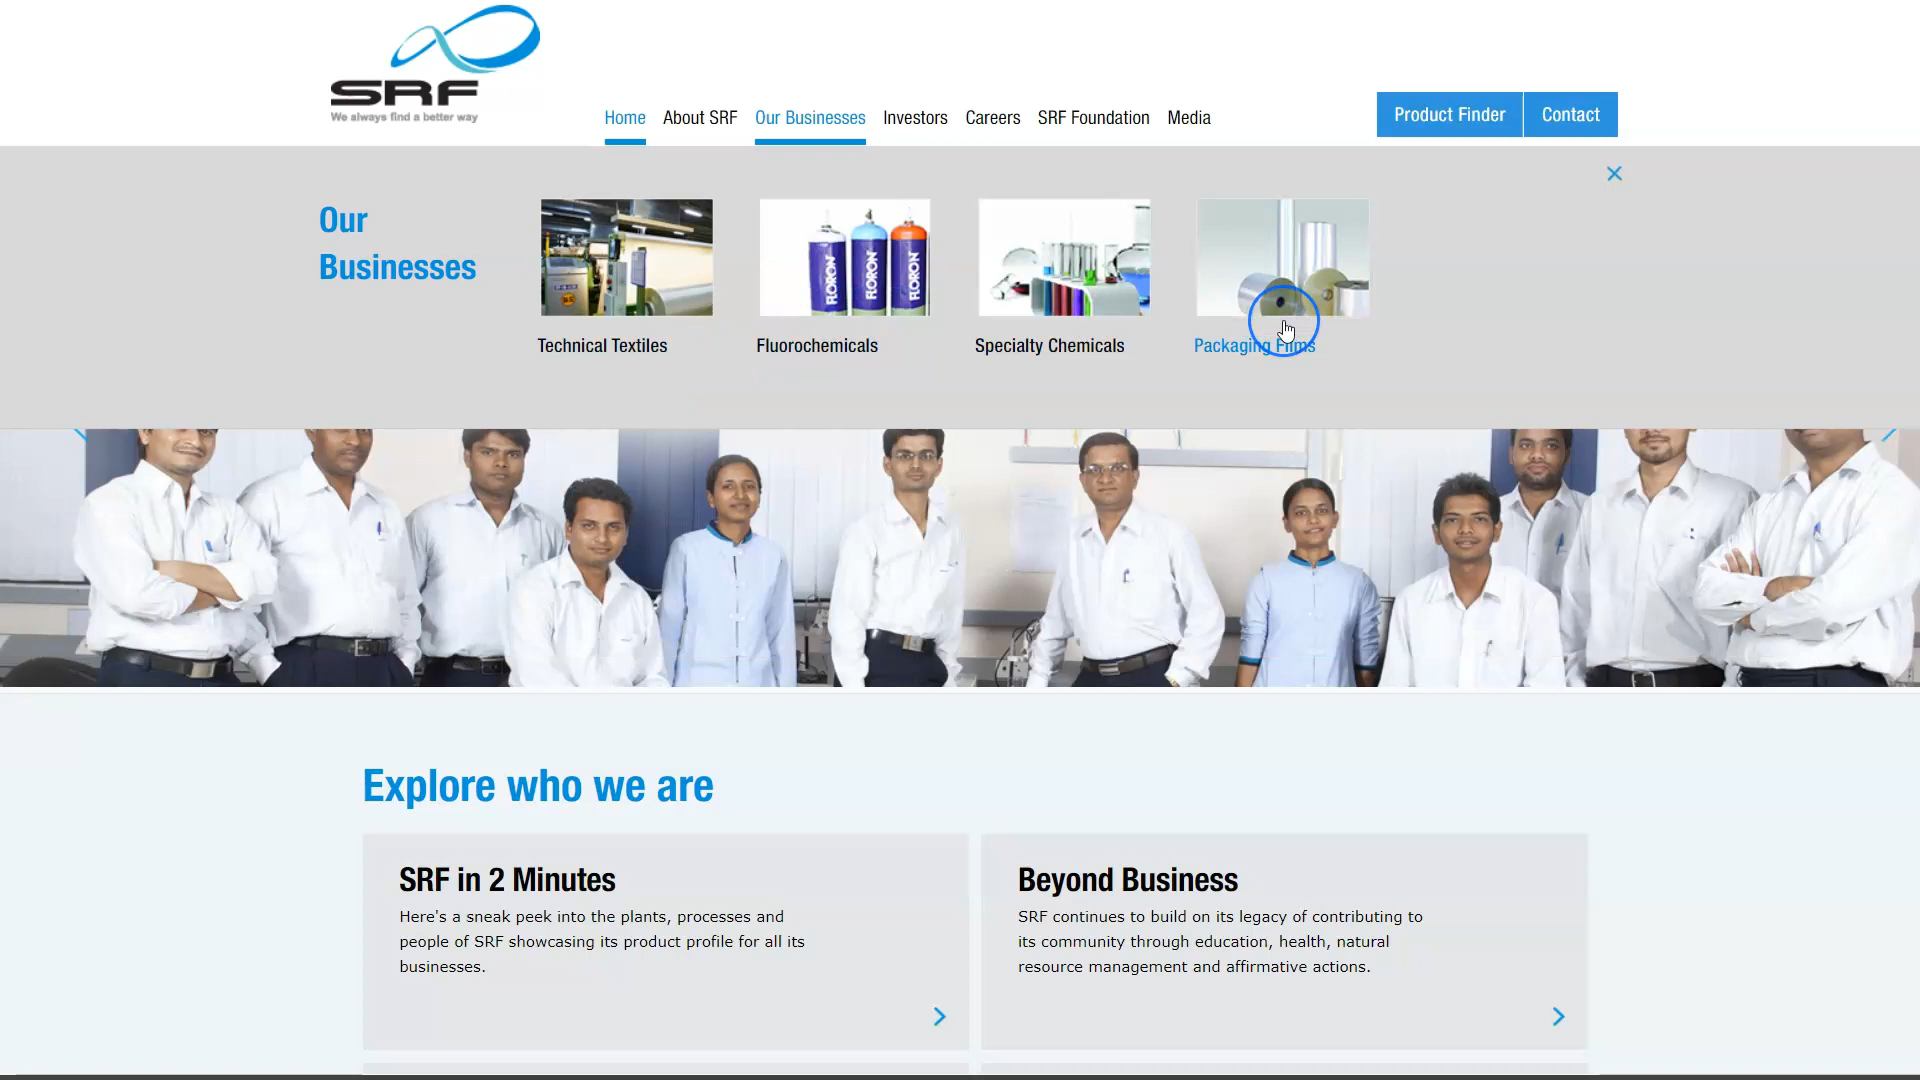 SRF
We always find a better way
Home About SRF Our Businesses Investors Careers SRF Foundation Media
Product Finder Contact
Our
Businesses
FLORON FLORON FLORON
Technical Textiles Fluorochemicals Specialty Chemicals Packaging Films
Explore who we are
SRF in 2 Minutes
Here's a sneak peek into the plants, processes and
people of SRF showcasing its product profile for all its
businesses.
Beyond Business
SRF continues to build on its legacy of contributing to
its community through education, health, natural
resource management and affirmative actions.